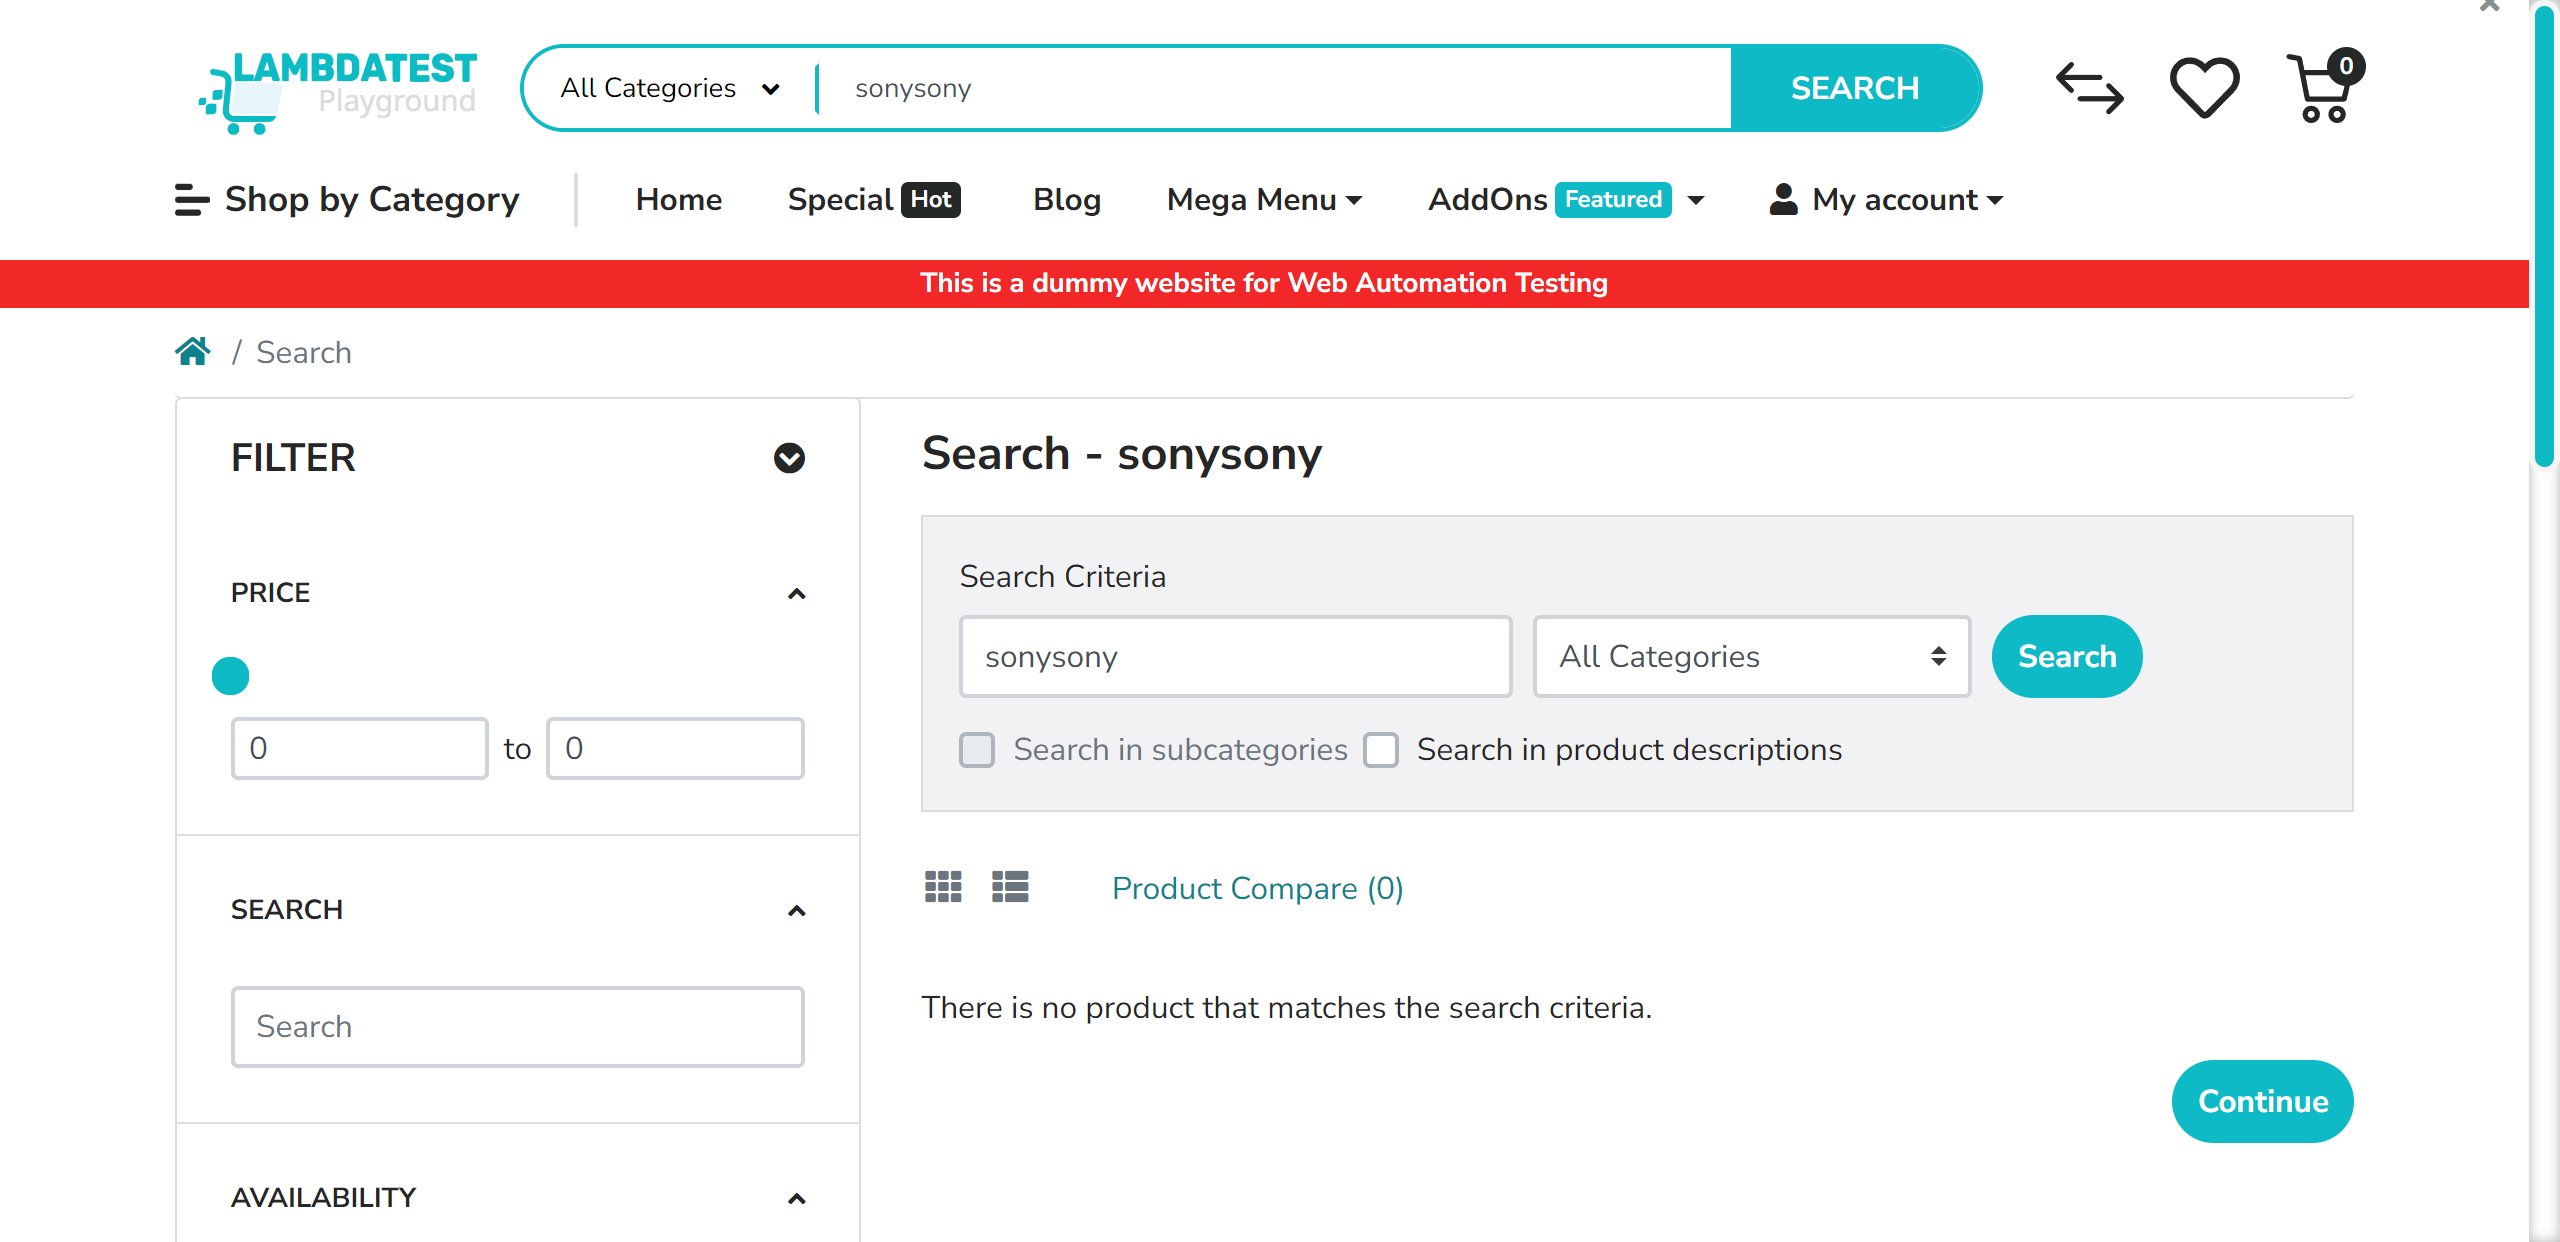 LAMBDATEST
Playground
All Categories
sonysony
SEARCH
0
Shop by Category
Home
Special Hot
Blog
Mega Menu
AddOns Featured
My account
This is a dummy website for Web Automation Testing
/ Search
FILTER
PRICE
0 to 0
SEARCH
Search
AVAILABILITY
Search - sonysony
Search Criteria
sonysony
All Categories
Search
Search in subcategories
Search in product descriptions
Product Compare (0)
There is no product that matches the search criteria.
Continue